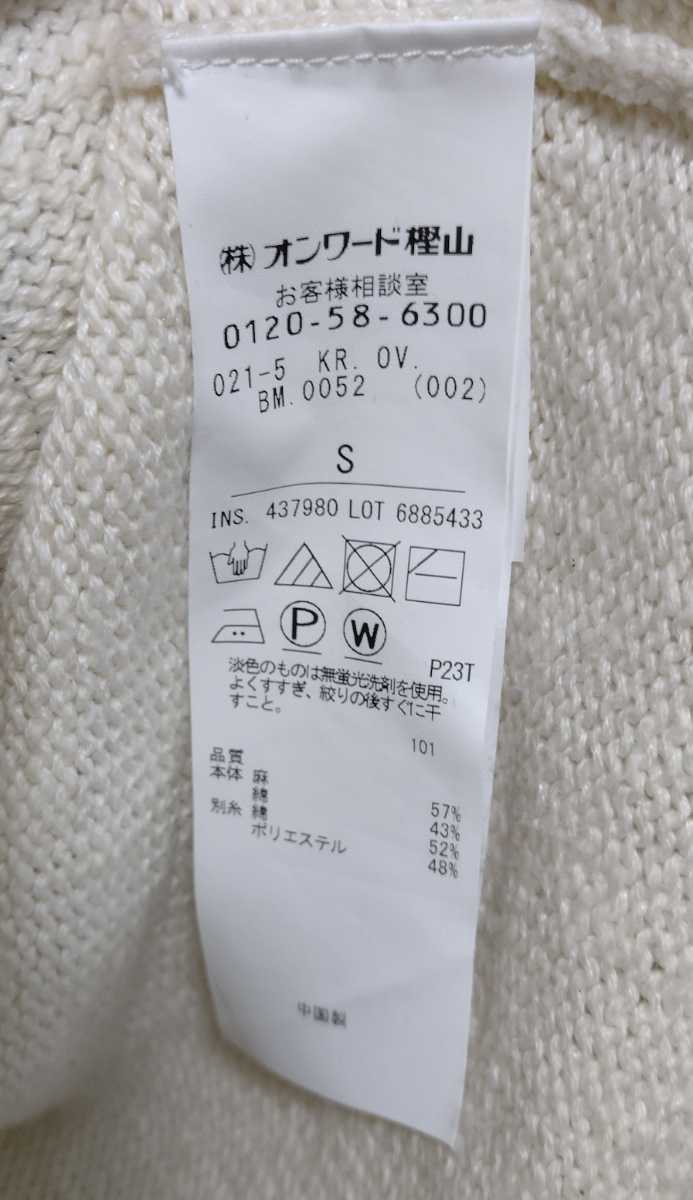 ㈱オンワード樫山
お客様相談室
0120-58-6300
021-5 KR. OV.
BM.0052 (002)
S
INS. 437980 LOT 6885433
P W
P23T
淡色のものは無蛍光洗剤を使用。
よくすすぎ、絞りの後すぐに干
すこと。
101
品質
本体 麻 57%
綿 43%
別糸 綿 52%
ポリエステル 48%
中国製